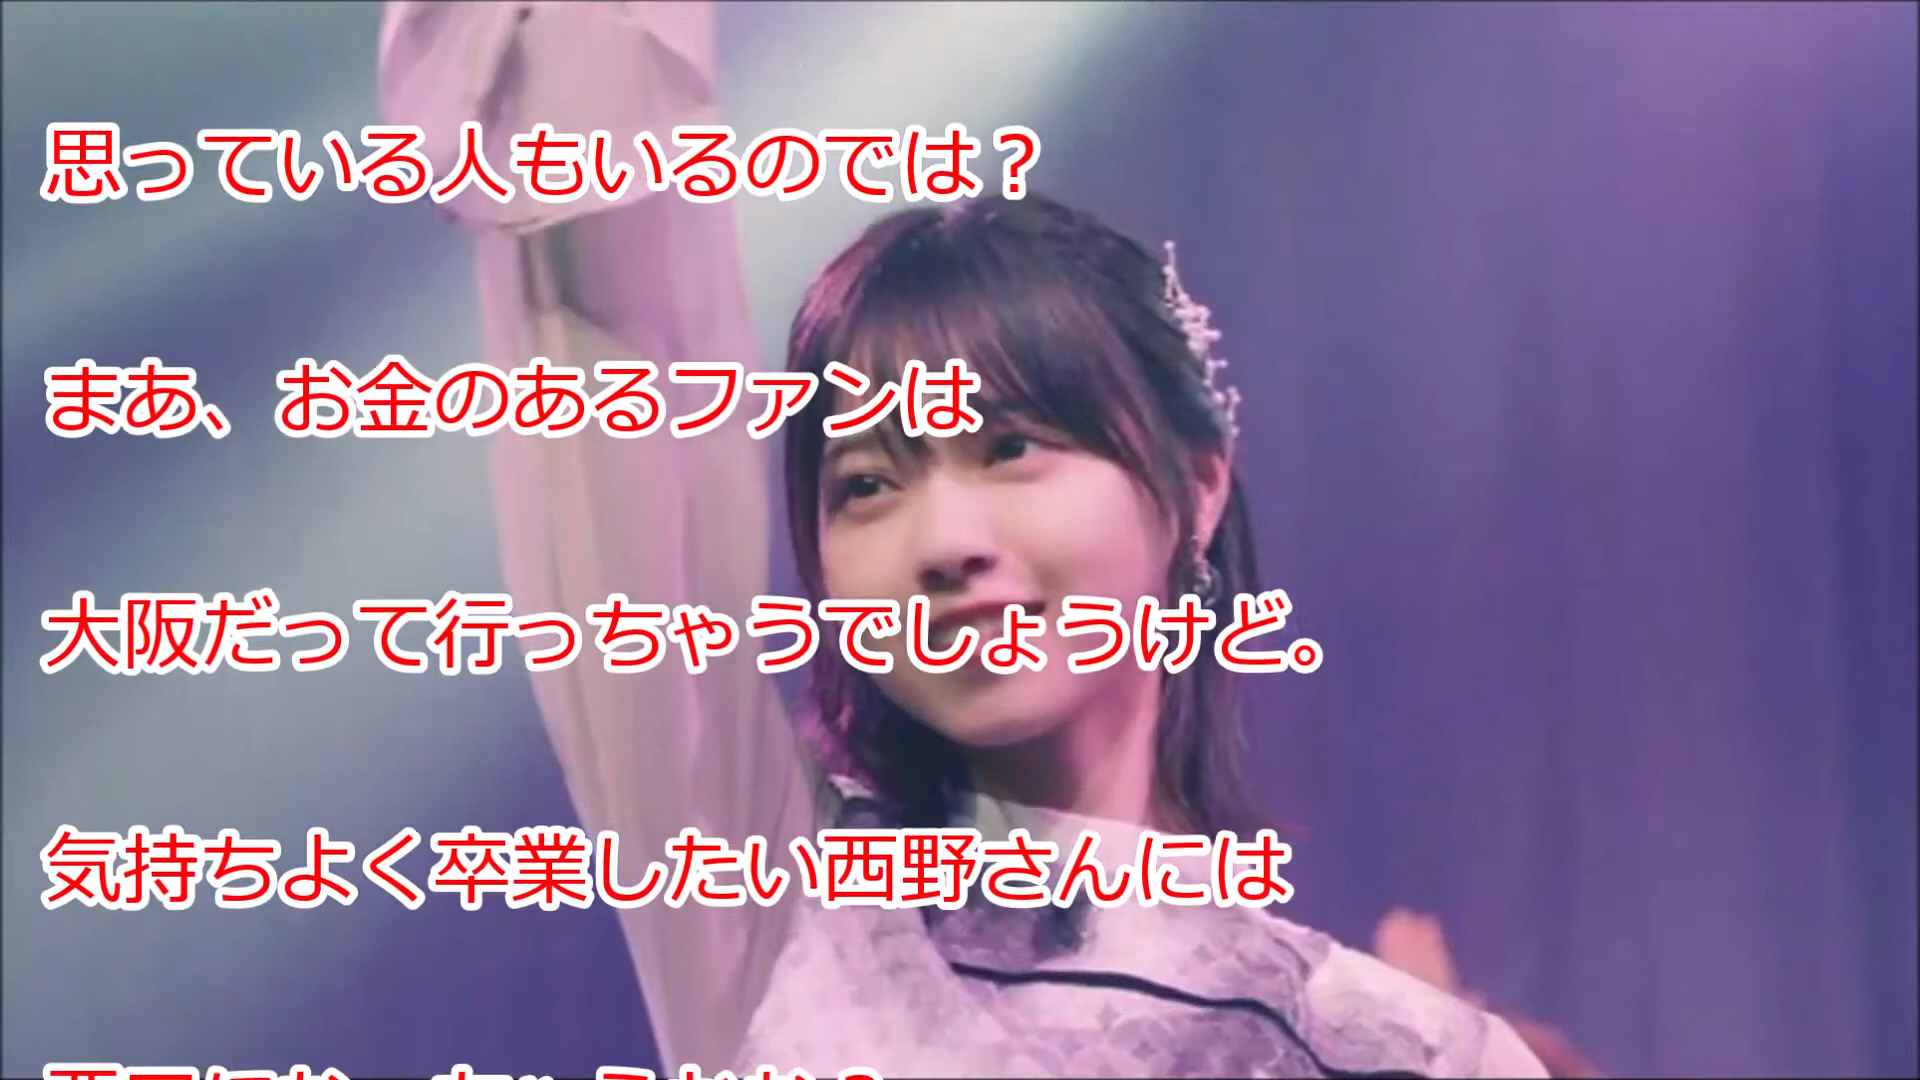 思っている人もいるのでは？
まあ、お金のあるファンは
大阪だって行っちゃうでしょうけど。
気持ちよく卒業したい西野さんには